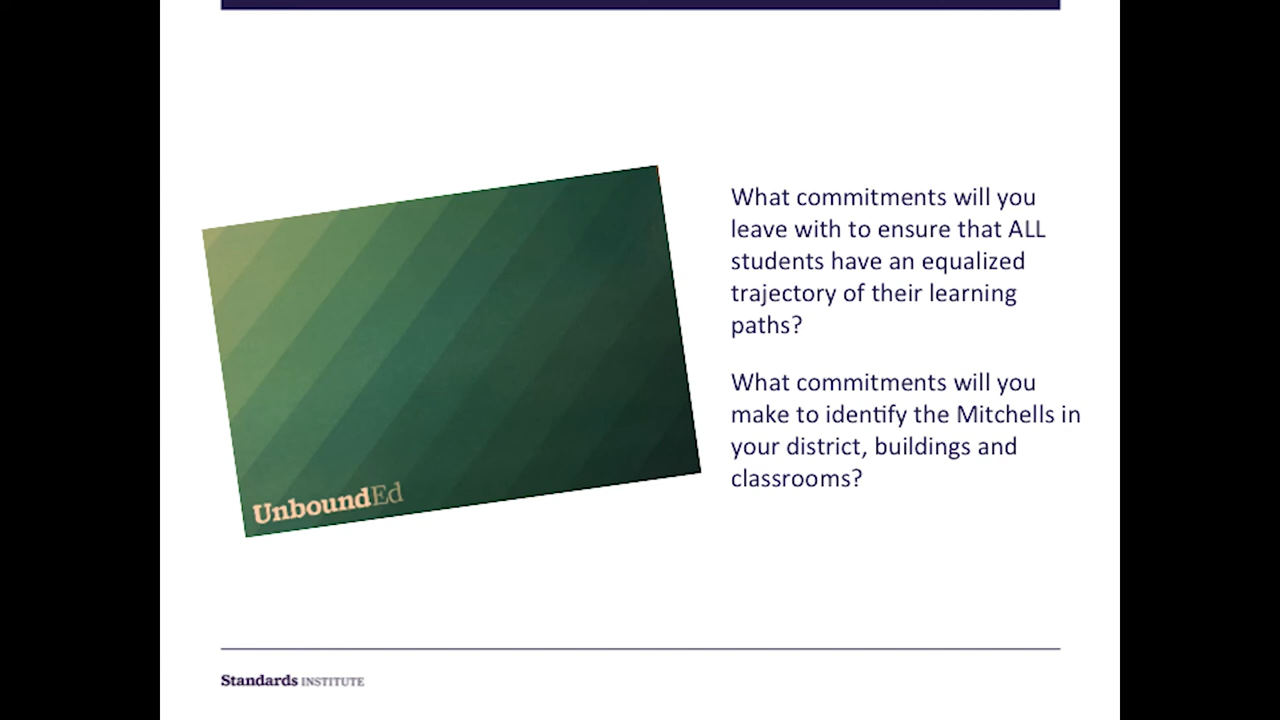 What commitments will you
leave with to ensure that ALL
students have an equalized
trajectory of their learning
paths?
What commitments will you
make to identify the Mitchells in
your district, buildings and
classrooms?
UnboundEd
Standards INSTITUTE